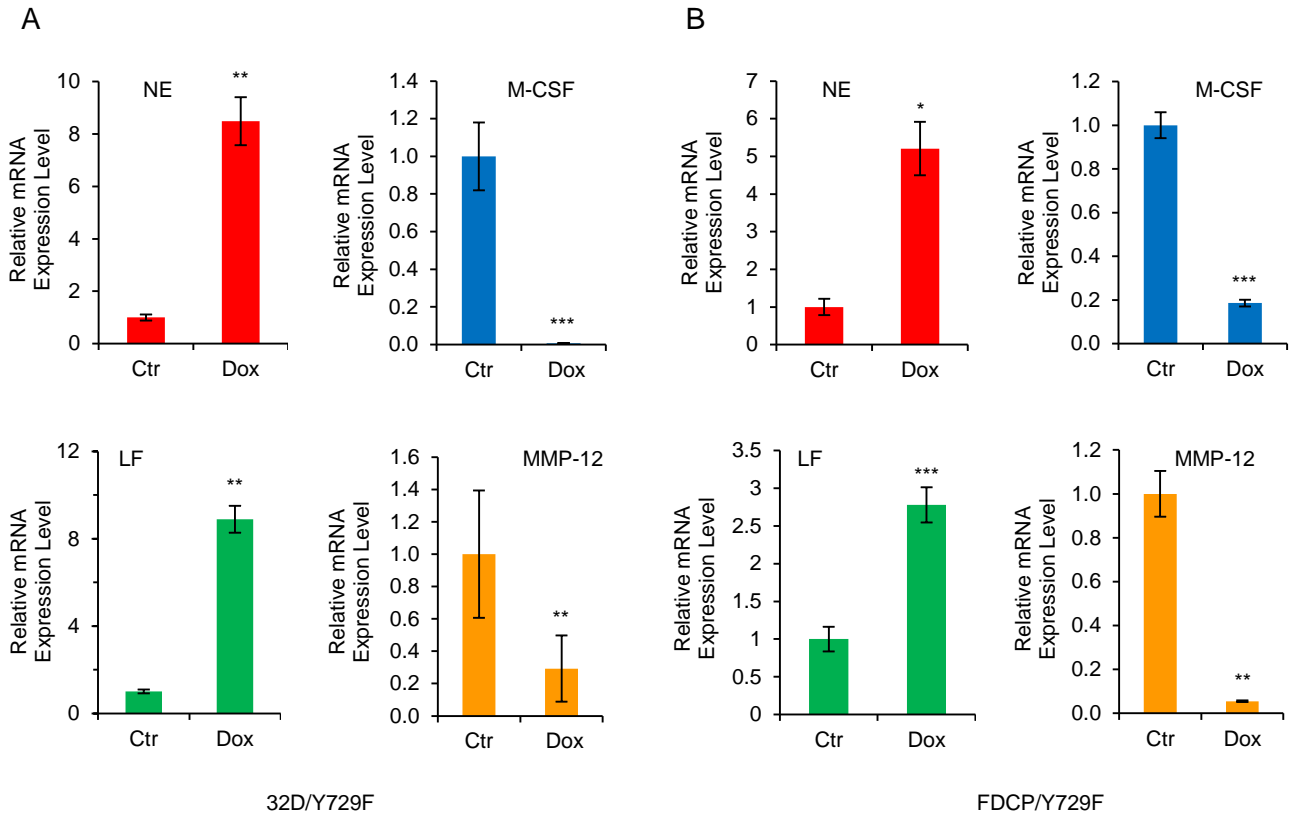 A
Relative mRNA
Expression Level
10
8
6
4
2
0
NE
**
Ctr
Dox
Relative mRNA
Expression Level
1.4
1.2
1.0
0.8
0.6
0.4
0.2
0.0
M-CSF
***
Ctr
Dox
Relative mRNA
Expression Level
12
9
6
3
0
LF
**
Ctr
Dox
Relative mRNA
Expression Level
1.6
1.4
1.2
1.0
0.8
0.6
0.4
0.2
0.0
MMP-12
**
Ctr
Dox
32D/Y729F
B
Relative mRNA
Expression Level
7
6
5
4
3
2
1
0
NE
*
Ctr
Dox
Relative mRNA
Expression Level
1.2
1.0
0.8
0.6
0.4
0.2
0.0
M-CSF
***
Ctr
Dox
Relative mRNA
Expression Level
3.5
3
2.5
2
1.5
1
0.5
0
LF
***
Ctr
Dox
Relative mRNA
Expression Level
1.2
1.0
0.8
0.6
0.4
0.2
0.0
MMP-12
**
Ctr
Dox
FDCP/Y729F